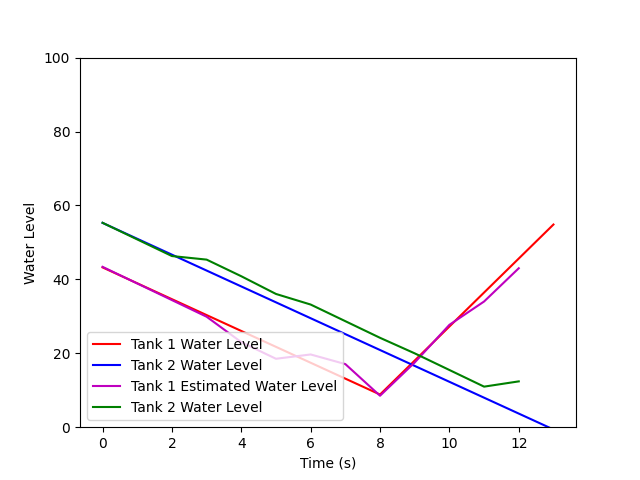 100
80
60
40
20
0
Water Level
Tank 1 Water Level
Tank 2 Water Level
Tank 1 Estimated Water Level
Tank 2 Water Level
0 2 4 6 8 10 12
Time (s)